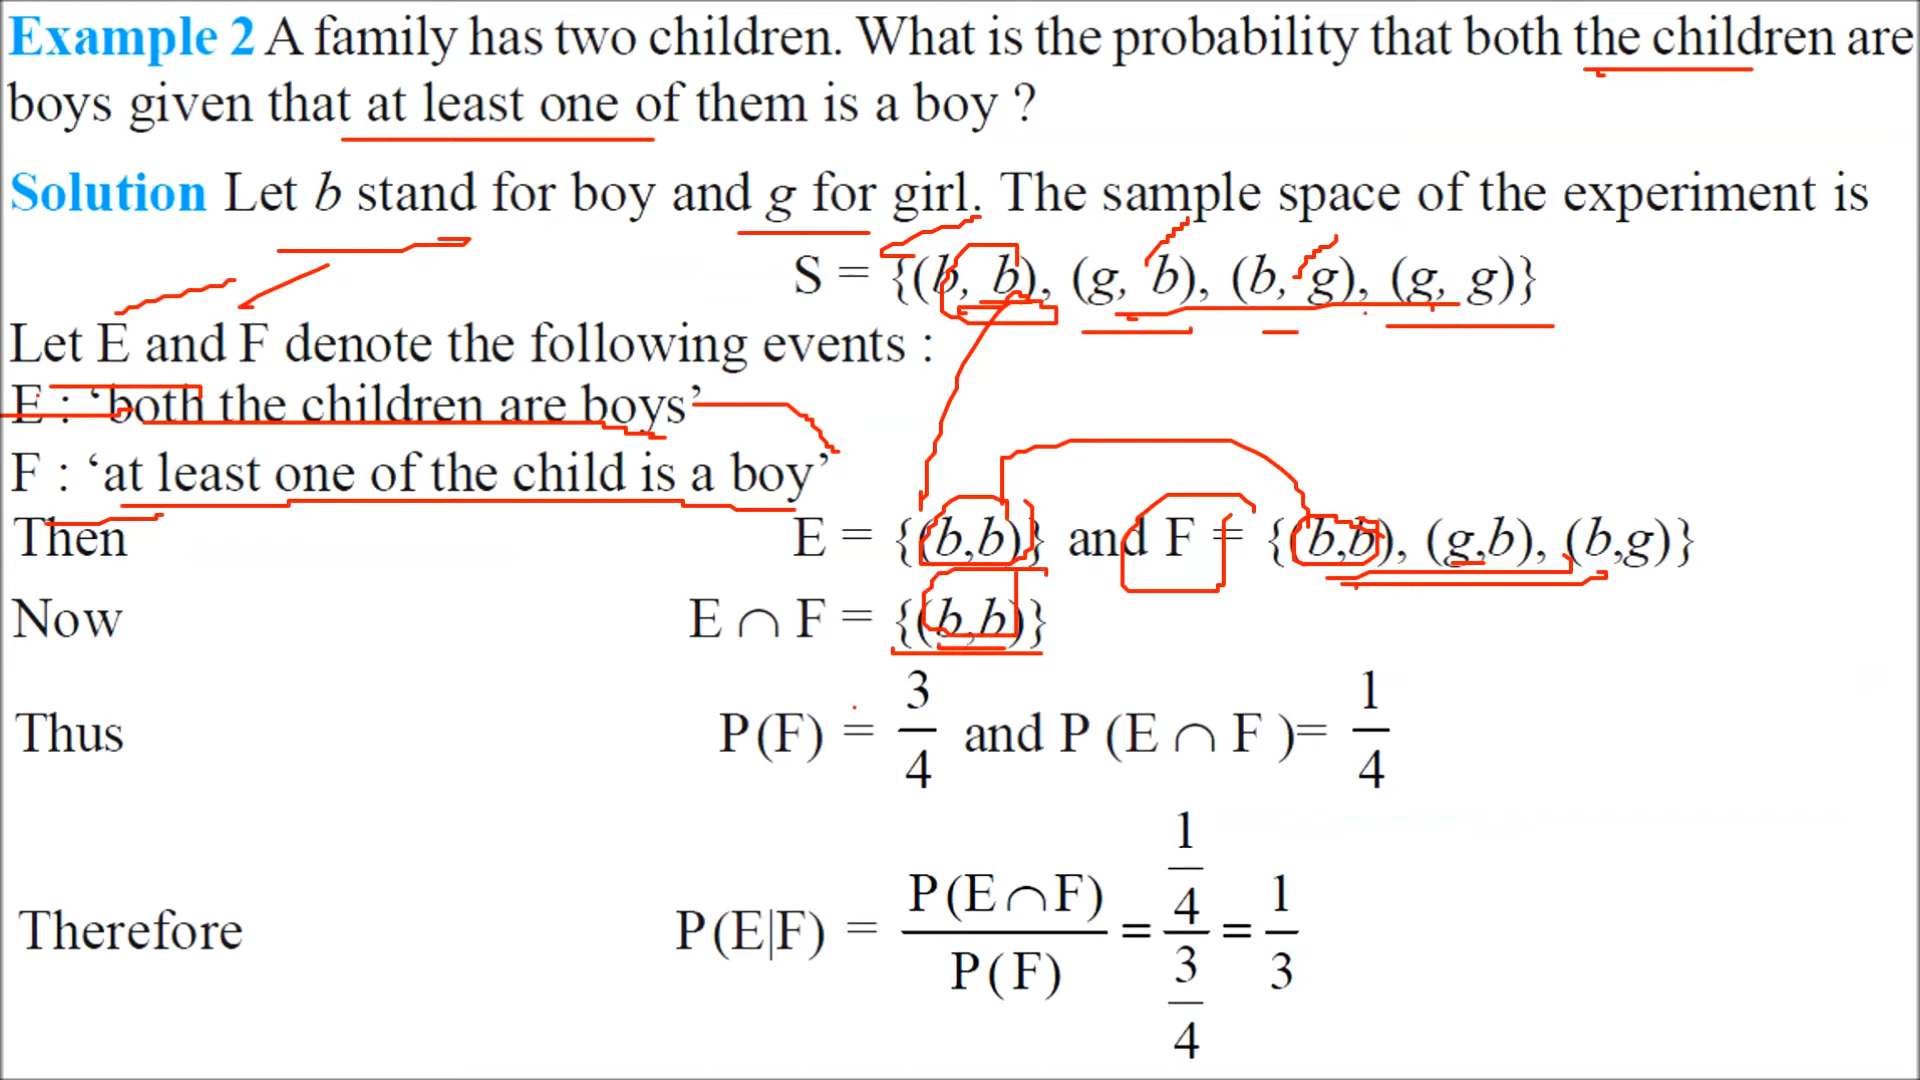 Example 2 A family has two children. What is the probability that both the children are
boys given that at least one of them is a boy ?
Solution Let b stand for boy and g for girl. The sample space of the experiment is
S = {(b, b), (g, b), (b, g), (g, g)}
Let E and F denote the following events :
E : ‘both the children are boys’
F : ‘at least one of the child is a boy’
Then E = {(b,b)} and F = {(b,b), (g,b), (b,g)}
Now E ∩ F = {(b,b)}
Thus P(F) = 3/4 and P (E ∩ F )= 1/4
Therefore P(E|F) = P(E∩F)/P(F) = (1/4)/(3/4) = 1/3